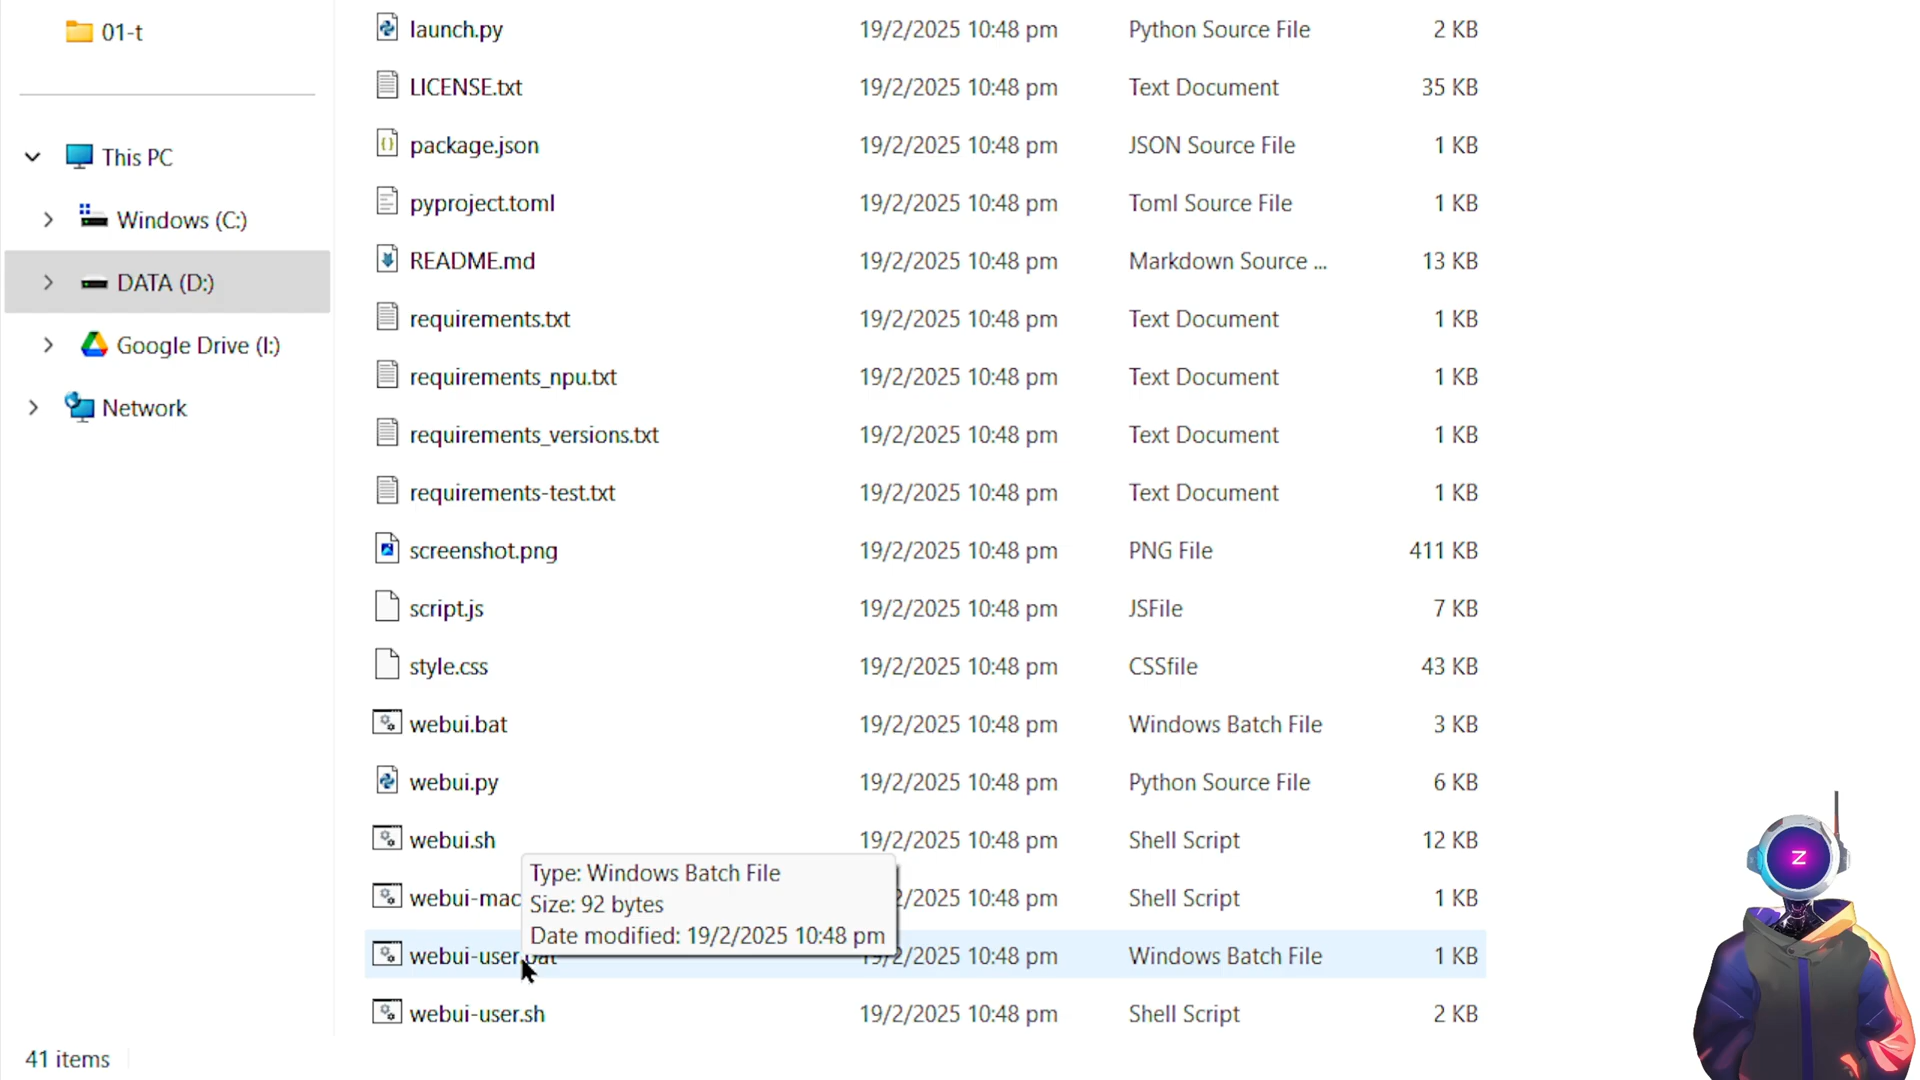 01-t
This PC
Windows (C:)
DATA (D:)
Google Drive (I:)
Network
launch.py 19/2/2025 10:48 pm Python Source File 2 KB
LICENSE.txt 19/2/2025 10:48 pm Text Document 35 KB
package.json 19/2/2025 10:48 pm JSON Source File 1 KB
pyproject.toml 19/2/2025 10:48 pm Toml Source File 1 KB
README.md 19/2/2025 10:48 pm Markdown Source ... 13 KB
requirements.txt 19/2/2025 10:48 pm Text Document 1 KB
requirements_npu.txt 19/2/2025 10:48 pm Text Document 1 KB
requirements_versions.txt 19/2/2025 10:48 pm Text Document 1 KB
requirements-test.txt 19/2/2025 10:48 pm Text Document 1 KB
screenshot.png 19/2/2025 10:48 pm PNG File 411 KB
script.js 19/2/2025 10:48 pm JSFile 7 KB
style.css 19/2/2025 10:48 pm CSSfile 43 KB
webui.bat 19/2/2025 10:48 pm Windows Batch File 3 KB
webui.py 19/2/2025 10:48 pm Python Source File 6 KB
webui.sh 19/2/2025 10:48 pm Shell Script 12 KB
webui-mac 2/2025 10:48 pm Shell Script 1 KB
webui-user.bat 19/2/2025 10:48 pm Windows Batch File 1 KB
webui-user.sh 19/2/2025 10:48 pm Shell Script 2 KB
Type: Windows Batch File
Size: 92 bytes
Date modified: 19/2/2025 10:48 pm
41 items
Z